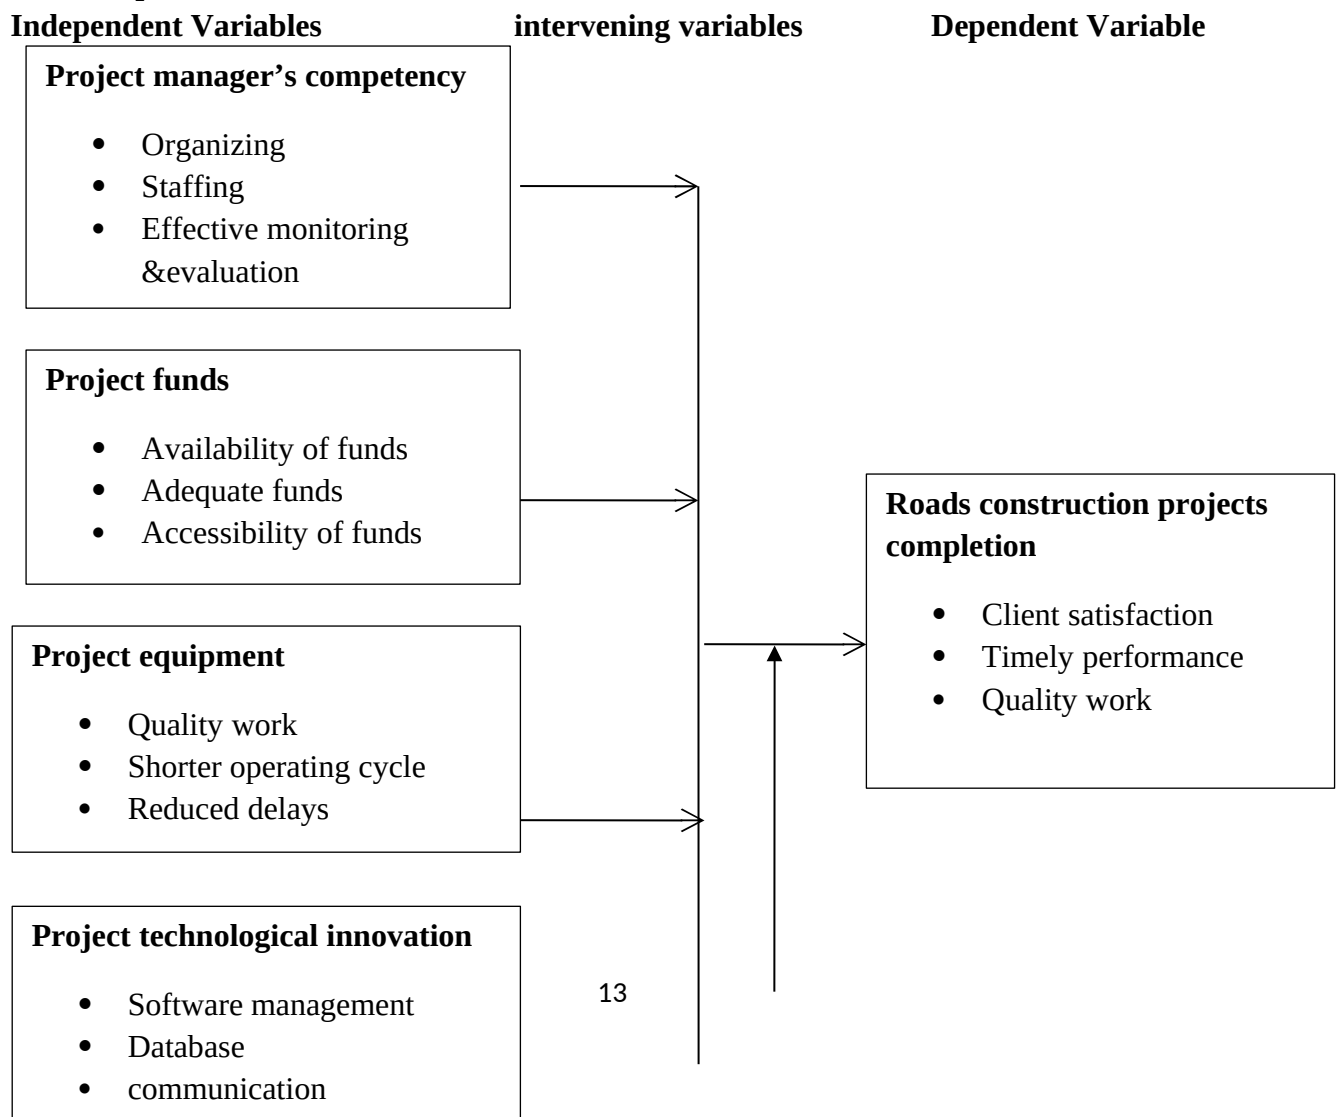 Independent Variables intervening variables Dependent Variable
Project manager’s competency
• Organizing
• Staffing
• Effective monitoring
&evaluation
Project funds
• Availability of funds
• Adequate funds
• Accessibility of funds
Roads construction projects
completion
• Client satisfaction
• Timely performance
• Quality work
Project equipment
• Quality work
• Shorter operating cycle
• Reduced delays
Project technological innovation
• Software management
• Database
• communication
13